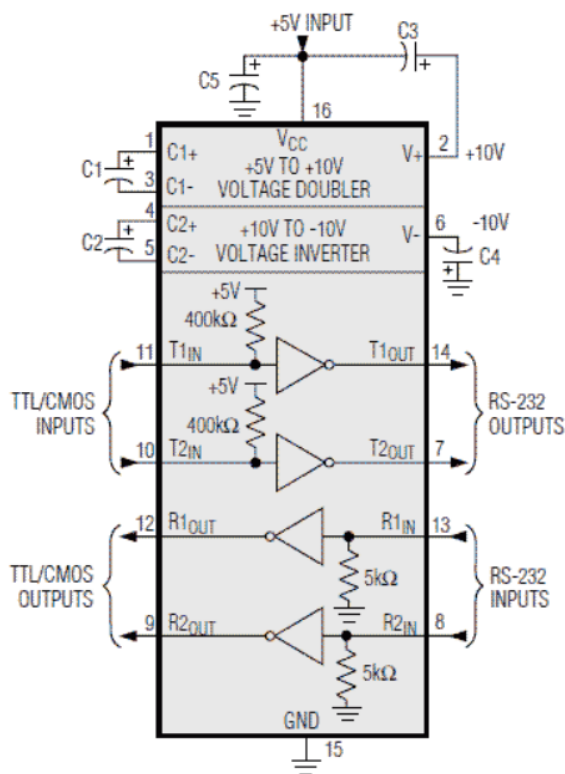 +5V INPUT
C3
C5
+
+
16
1
C1+
VCC
V+
2
+10V
C1
+
+5V TO +10V
3
C1-
VOLTAGE DOUBLER
4
C2+
+10V TO -10V
V-
6
-10V
C2
+
5
C2-
VOLTAGE INVERTER
+
C4
+5V
400kΩ
11
T1IN
T1OUT
14
+5V
TTL/CMOS
INPUTS
400kΩ
RS-232
OUTPUTS
10
T2IN
T2OUT
7
12
R1OUT
R1IN
13
TTL/CMOS
OUTPUTS
5kΩ
RS-232
INPUTS
9
R2OUT
R2IN
8
5kΩ
GND
15